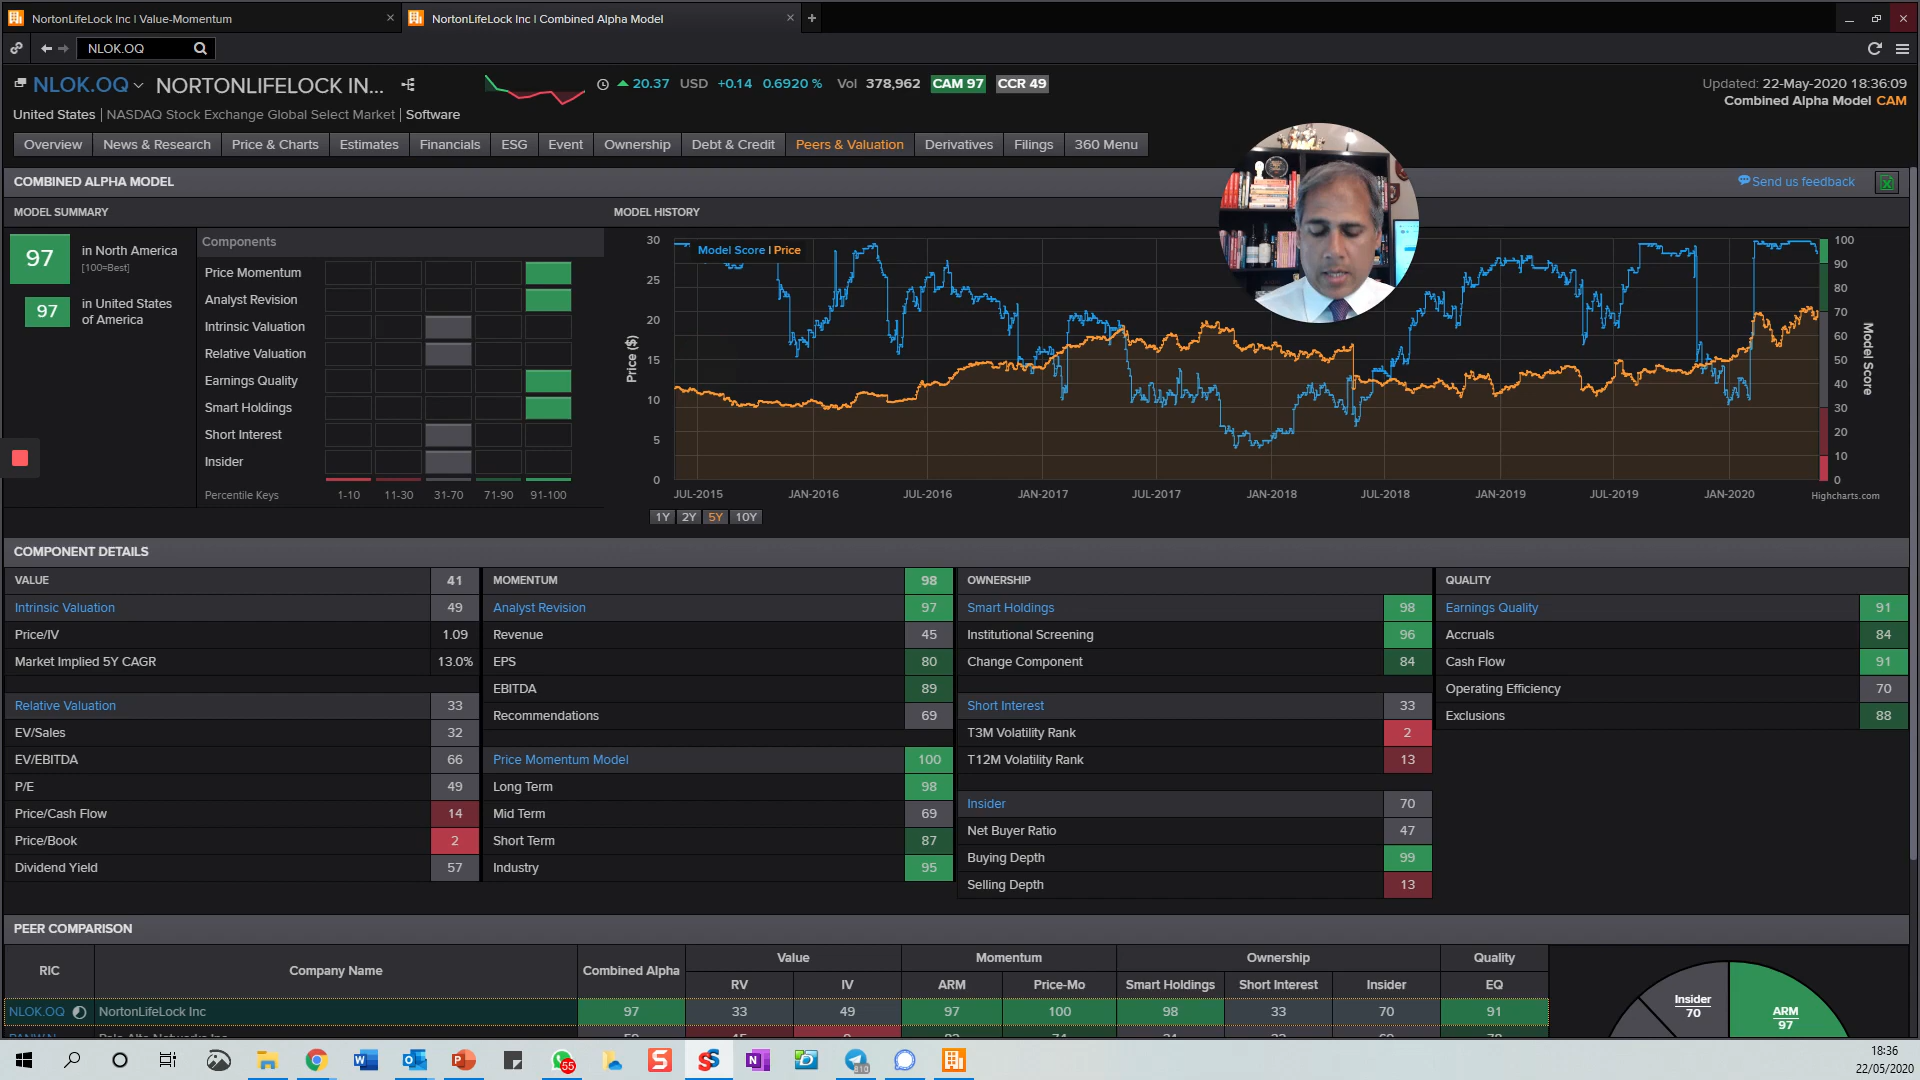 NortonLifeLock Inc | Value-Momentum
NortonLifeLock Inc | Combined Alpha Model
NLOK.OQ
NLOK.OQ NORTONLIFELOCK IN... 20.37 USD +0.14 0.6920 % Vol 378,962 CAM 97 CCR 49
Updated: 22-May-2020 18:36:09
Combined Alpha Model CAM
United States | NASDAQ Stock Exchange Global Select Market | Software
Overview News & Research Price & Charts Estimates Financials ESG Event Ownership Debt & Credit Peers & Valuation Derivatives Filings 360 Menu
COMBINED ALPHA MODEL
Send us feedback
MODEL SUMMARY
97 in North America
[100=Best]
97 in United States
of America
Components
Price Momentum
Analyst Revision
Intrinsic Valuation
Relative Valuation
Earnings Quality
Smart Holdings
Short Interest
Insider
Percentile Keys 1-10 11-30 31-70 71-90 91-100
MODEL HISTORY
Model Score | Price
Price ($)
30
25
20
15
10
5
0
Model Score
100
90
80
70
60
50
40
30
20
10
0
JUL-2015 JAN-2016 JUL-2016 JAN-2017 JUL-2017 JAN-2018 JUL-2018 JAN-2019 JUL-2019 JAN-2020
Highcharts.com
1Y 2Y 5Y 10Y
COMPONENT DETAILS
VALUE 41
Intrinsic Valuation 49
Price/IV 1.09
Market Implied 5Y CAGR 13.0%
Relative Valuation 33
EV/Sales 32
EV/EBITDA 66
P/E 49
Price/Cash Flow 14
Price/Book 2
Dividend Yield 57
MOMENTUM 98
Analyst Revision 97
Revenue 45
EPS 80
EBITDA 89
Recommendations 69
Price Momentum Model 100
Long Term 98
Mid Term 69
Short Term 87
Industry 95
OWNERSHIP
Smart Holdings 98
Institutional Screening 96
Change Component 84
Short Interest 33
T3M Volatility Rank 2
T12M Volatility Rank 13
Insider 70
Net Buyer Ratio 47
Buying Depth 99
Selling Depth 13
QUALITY
Earnings Quality 91
Accruals 84
Cash Flow 91
Operating Efficiency 70
Exclusions 88
PEER COMPARISON
RIC Company Name Combined Alpha Value Momentum Ownership Quality
RV IV ARM Price-Mo Smart Holdings Short Interest Insider EQ
NLOK.OQ NortonLifeLock Inc 97 33 49 97 100 98 33 70 91
Insider
70
ARM
97
55
810
18:36
22/05/2020